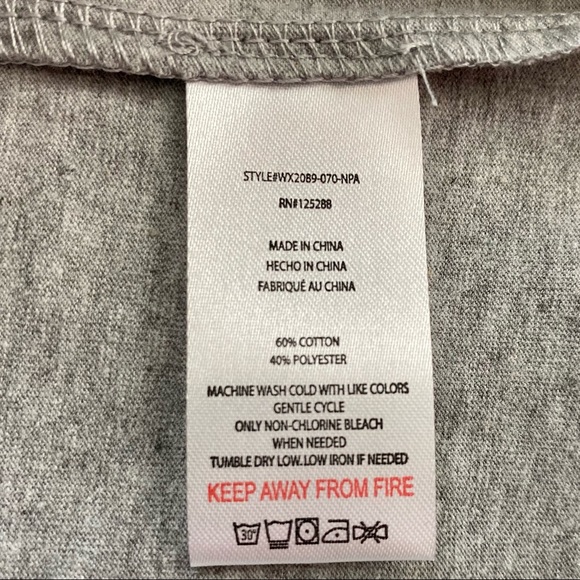 STYLE#WX20B9-070-NPA
RN#125288
MADE IN CHINA
HECHO IN CHINA
FABRIQUÉ AU CHINA
60% COTTON
40% POLYESTER
MACHINE WASH COLD WITH LIKE COLORS
GENTLE CYCLE
ONLY NON-CHLORINE BLEACH
WHEN NEEDED
TUMBLE DRY LOW.LOW IRON IF NEEDED
KEEP AWAY FROM FIRE
30°